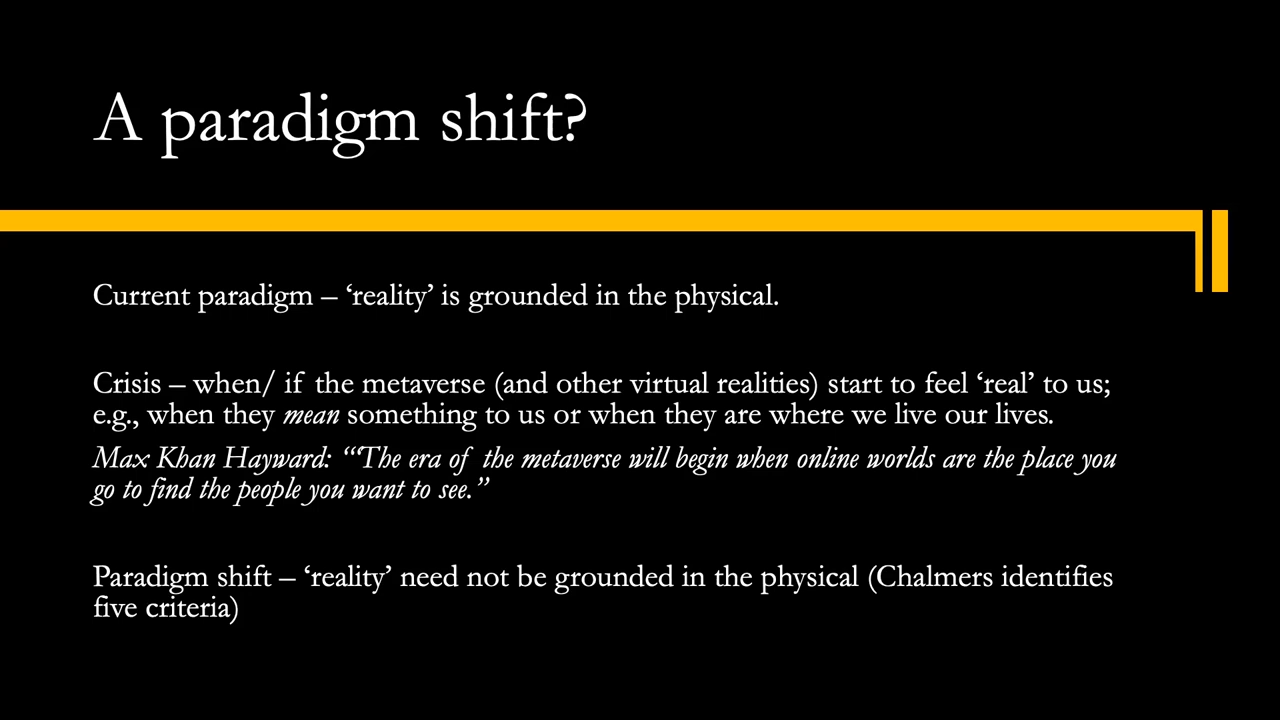 A paradigm shift?
Current paradigm – ‘reality’ is grounded in the physical.
Crisis – when/ if the metaverse (and other virtual realities) start to feel ‘real’ to us;
e.g., when they mean something to us or when they are where we live our lives.
Max Khan Hayward: “‘The era of the metaverse will begin when online worlds are the place you
go to find the people you want to see.”
Paradigm shift – ‘reality’ need not be grounded in the physical (Chalmers identifies
five criteria)